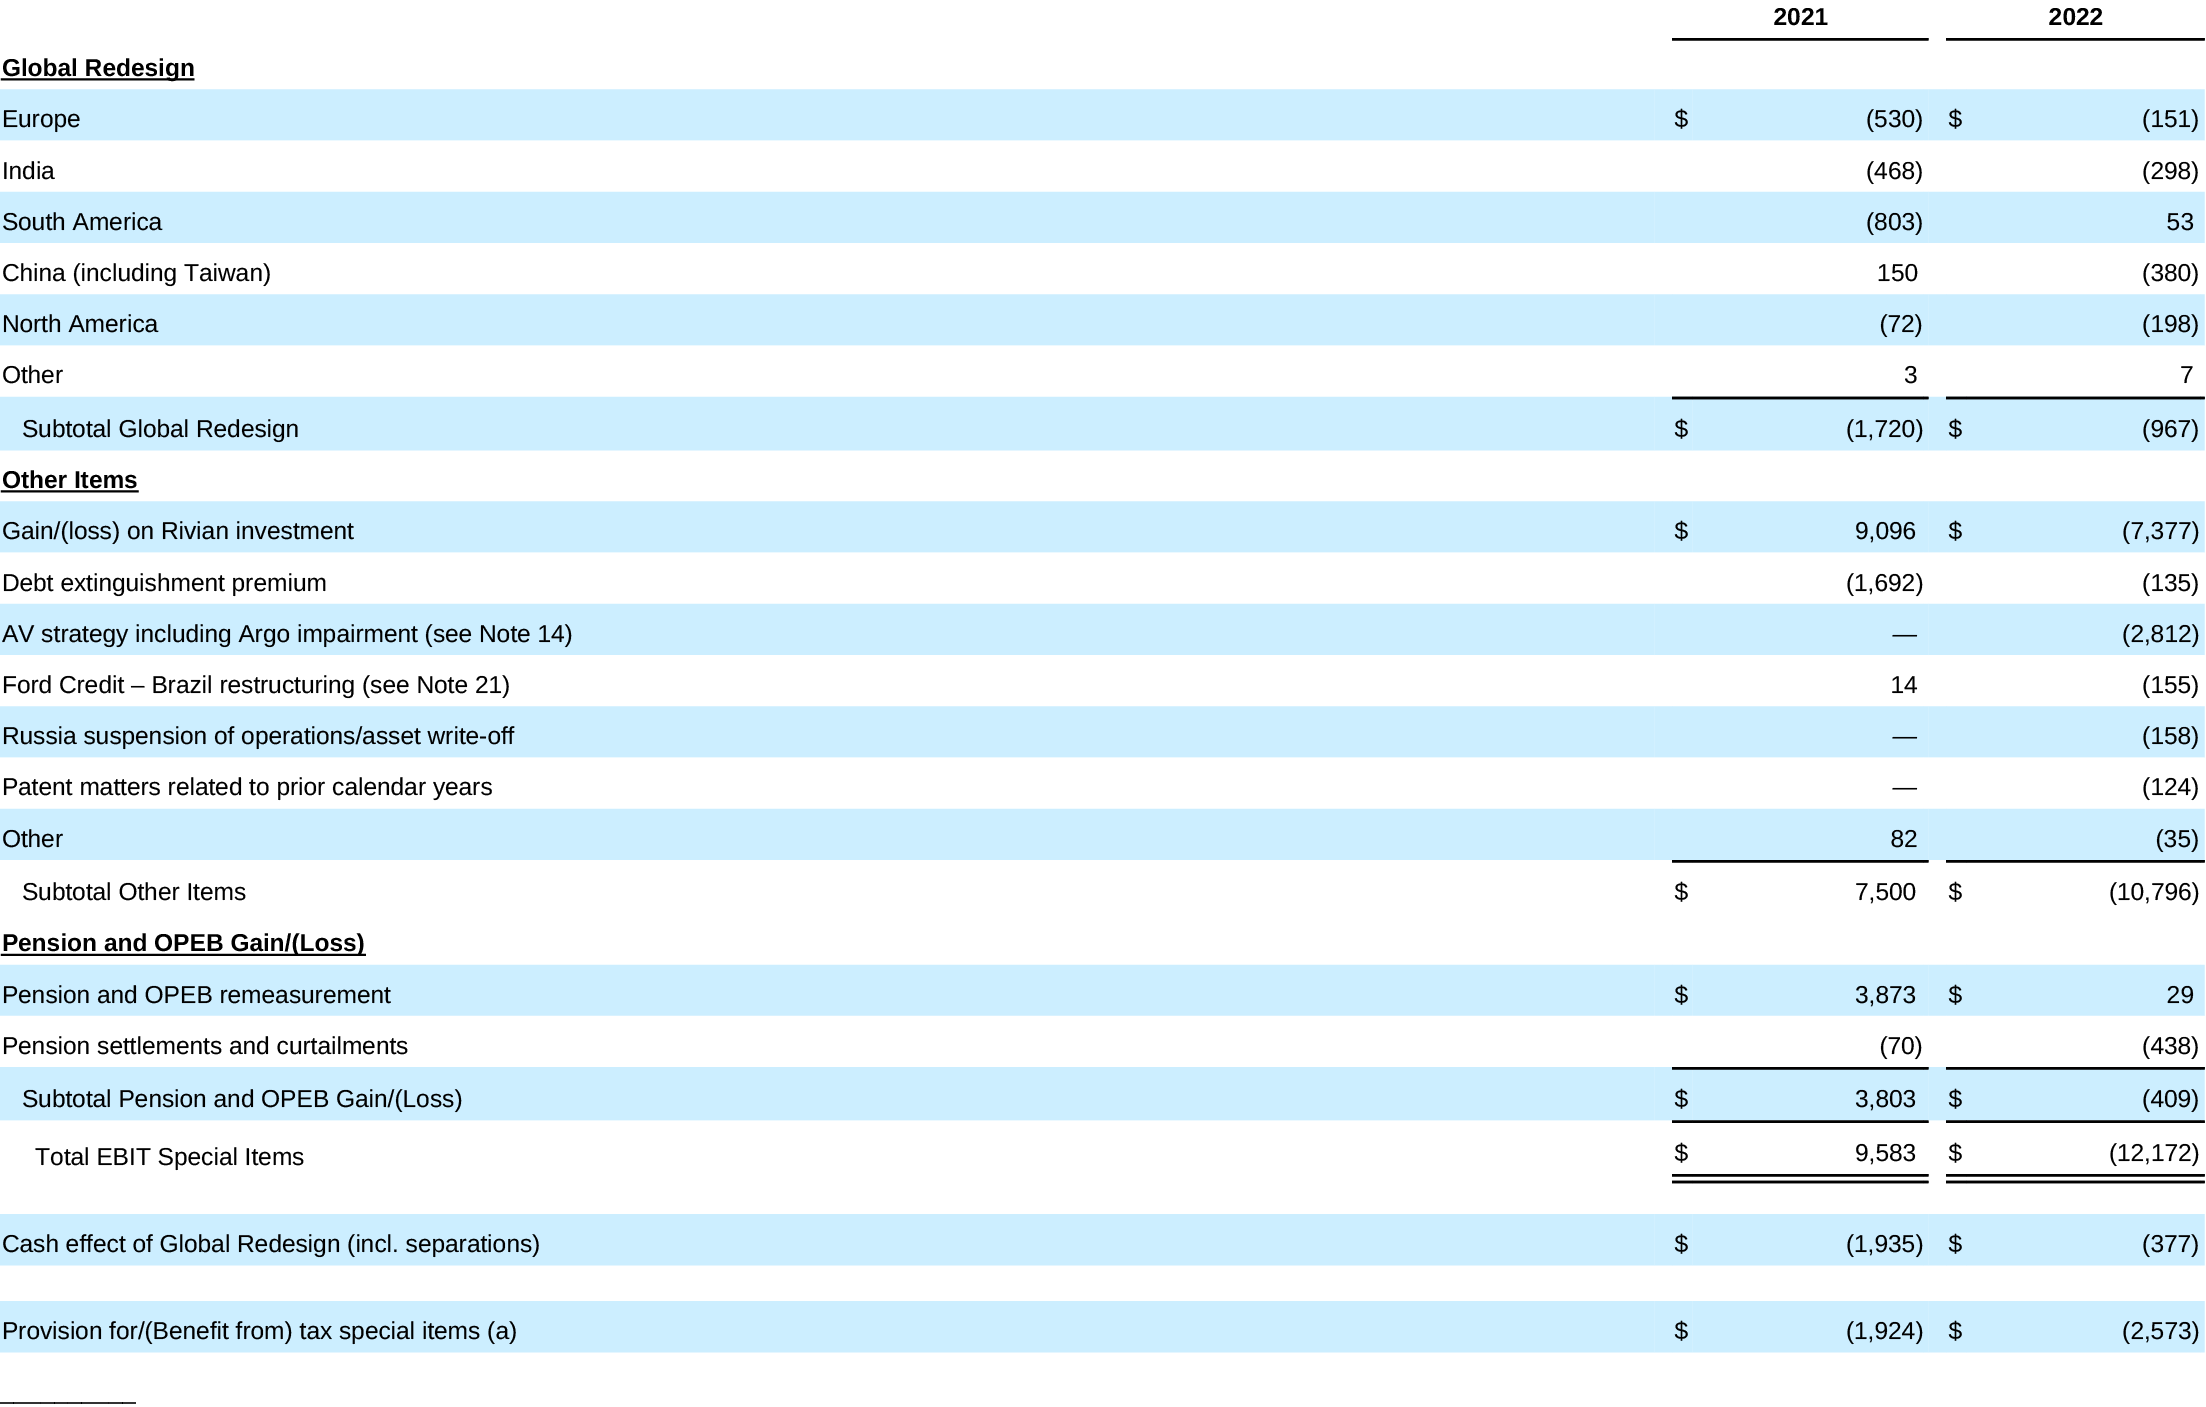 2021 2022
Global Redesign
Europe $ (530) $ (151)
India (468) (298)
South America (803) 53
China (including Taiwan) 150 (380)
North America (72) (198)
Other 3 7
Subtotal Global Redesign $ (1,720) $ (967)
Other Items
Gain/(loss) on Rivian investment $ 9,096 $ (7,377)
Debt extinguishment premium (1,692) (135)
AV strategy including Argo impairment (see Note 14) — (2,812)
Ford Credit – Brazil restructuring (see Note 21) 14 (155)
Russia suspension of operations/asset write-off — (158)
Patent matters related to prior calendar years — (124)
Other 82 (35)
Subtotal Other Items $ 7,500 $ (10,796)
Pension and OPEB Gain/(Loss)
Pension and OPEB remeasurement $ 3,873 $ 29
Pension settlements and curtailments (70) (438)
Subtotal Pension and OPEB Gain/(Loss) $ 3,803 $ (409)
Total EBIT Special Items $ 9,583 $ (12,172)
Cash effect of Global Redesign (incl. separations) $ (1,935) $ (377)
Provision for/(Benefit from) tax special items (a) $ (1,924) $ (2,573)